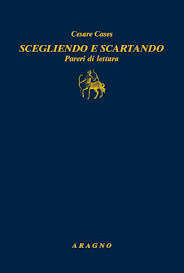 Cesare Cases
SCEGLIENDO E SCARTANDO
Pareri di lettura
ARAGNO